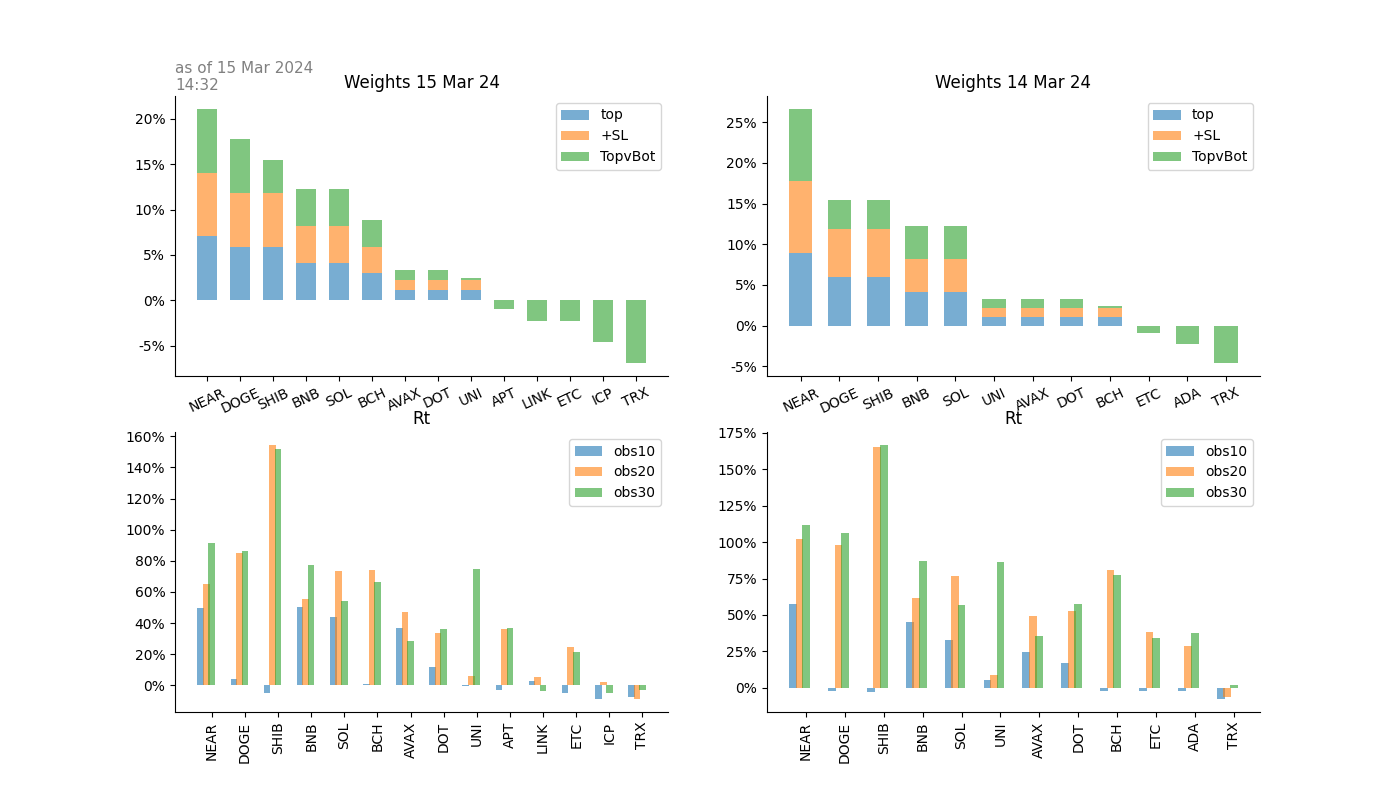 as of 15 Mar 2024
14:32
Weights 15 Mar 24
20%
15%
10%
5%
0%
-5%
top
+SL
TopvBot
NEAR DOGE SHIB BNB SOL BCH AVAX DOT UNI APT LINK ETC ICP TRX
Weights 14 Mar 24
25%
20%
15%
10%
5%
0%
-5%
top
+SL
TopvBot
NEAR DOGE SHIB BNB SOL UNI AVAX DOT BCH ETC ADA TRX
Rt
160%
140%
120%
100%
80%
60%
40%
20%
0%
obs10
obs20
obs30
NEAR DOGE SHIB BNB SOL BCH AVAX DOT UNI APT LINK ETC ICP TRX
Rt
175%
150%
125%
100%
75%
50%
25%
0%
obs10
obs20
obs30
NEAR DOGE SHIB BNB SOL UNI AVAX DOT BCH ETC ADA TRX